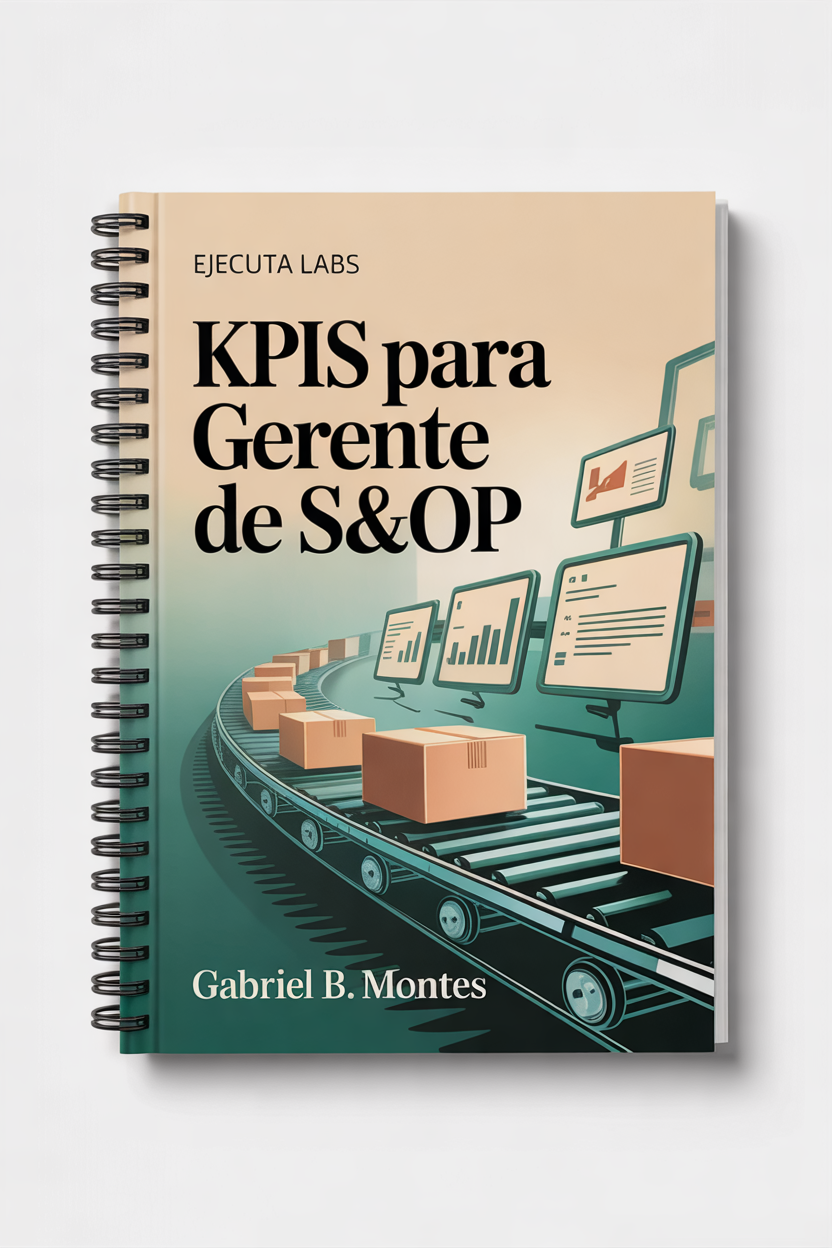 EJECUTA LABS
KPIS para
Gerente
de S&OP
Gabriel B. Montes